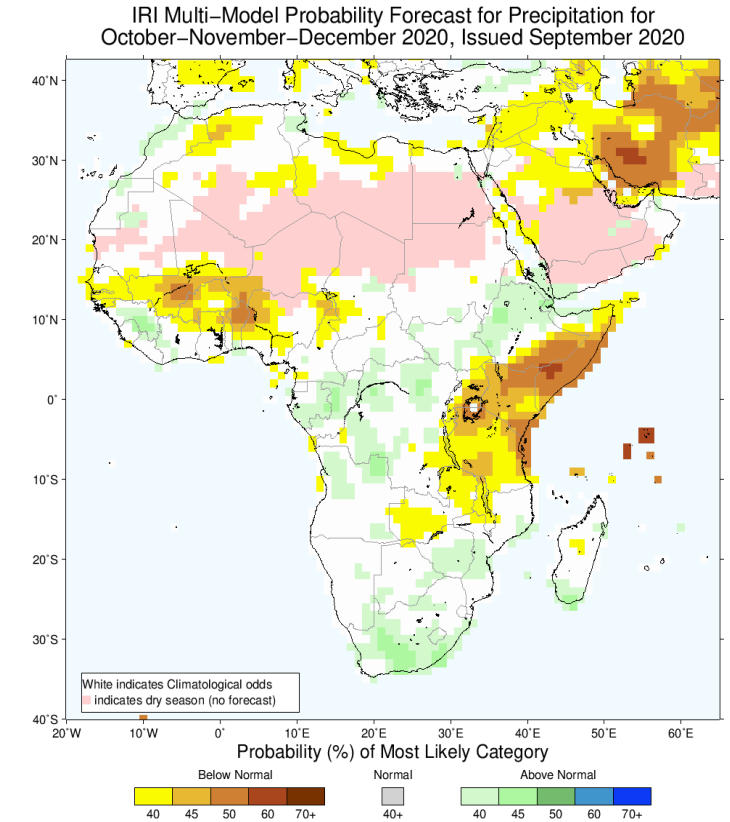 IRI Multi−Model Probability Forecast for Precipitation for
October−November−December 2020, Issued September 2020
40˚N
30˚N
20˚N
10˚N
0˚
10˚S
20˚S
30˚S
40˚S
White indicates Climatological odds
indicates dry season (no forecast)
20˚W 10˚W 0˚ 10˚E 20˚E 30˚E 40˚E 50˚E 60˚E
Probability (%) of Most Likely Category
Below Normal Normal Above Normal
40 45 50 60 70+ 40+ 40 45 50 60 70+